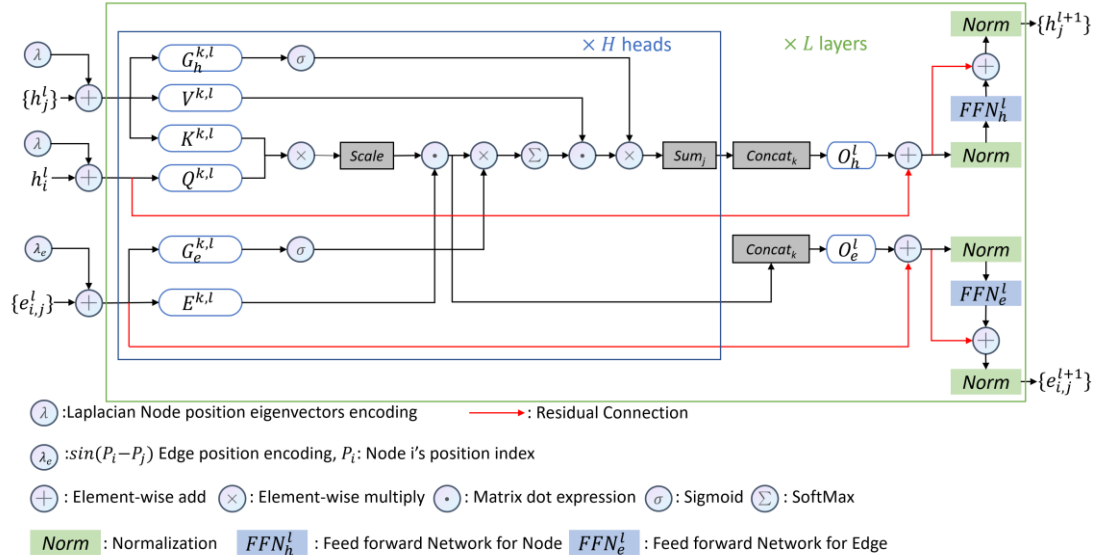 × H heads
× L layers
Norm
{h_j^{l+1}}
λ
G_h^{k,l}
σ
+
{h_j^l}
+
V^{k,l}
FFN_h^l
λ
K^{k,l}
×
Scale
·
×
Σ
·
×
Sum_j
Concat_k
O_h^l
+
Norm
h_i^l
+
Q^{k,l}
λ_e
G_e^{k,l}
σ
Concat_k
O_e^l
+
Norm
{e_{i,j}^l}
+
E^{k,l}
FFN_e^l
+
Norm
{e_{i,j}^{l+1}}
λ :Laplacian Node position eigenvectors encoding : Residual Connection
λ_e :sin(P_i−P_j) Edge position encoding, P_i: Node i's position index
+ : Element-wise add × : Element-wise multiply · : Matrix dot expression σ : Sigmoid Σ : SoftMax
Norm : Normalization FFN_h^l : Feed forward Network for Node FFN_e^l : Feed forward Network for Edge